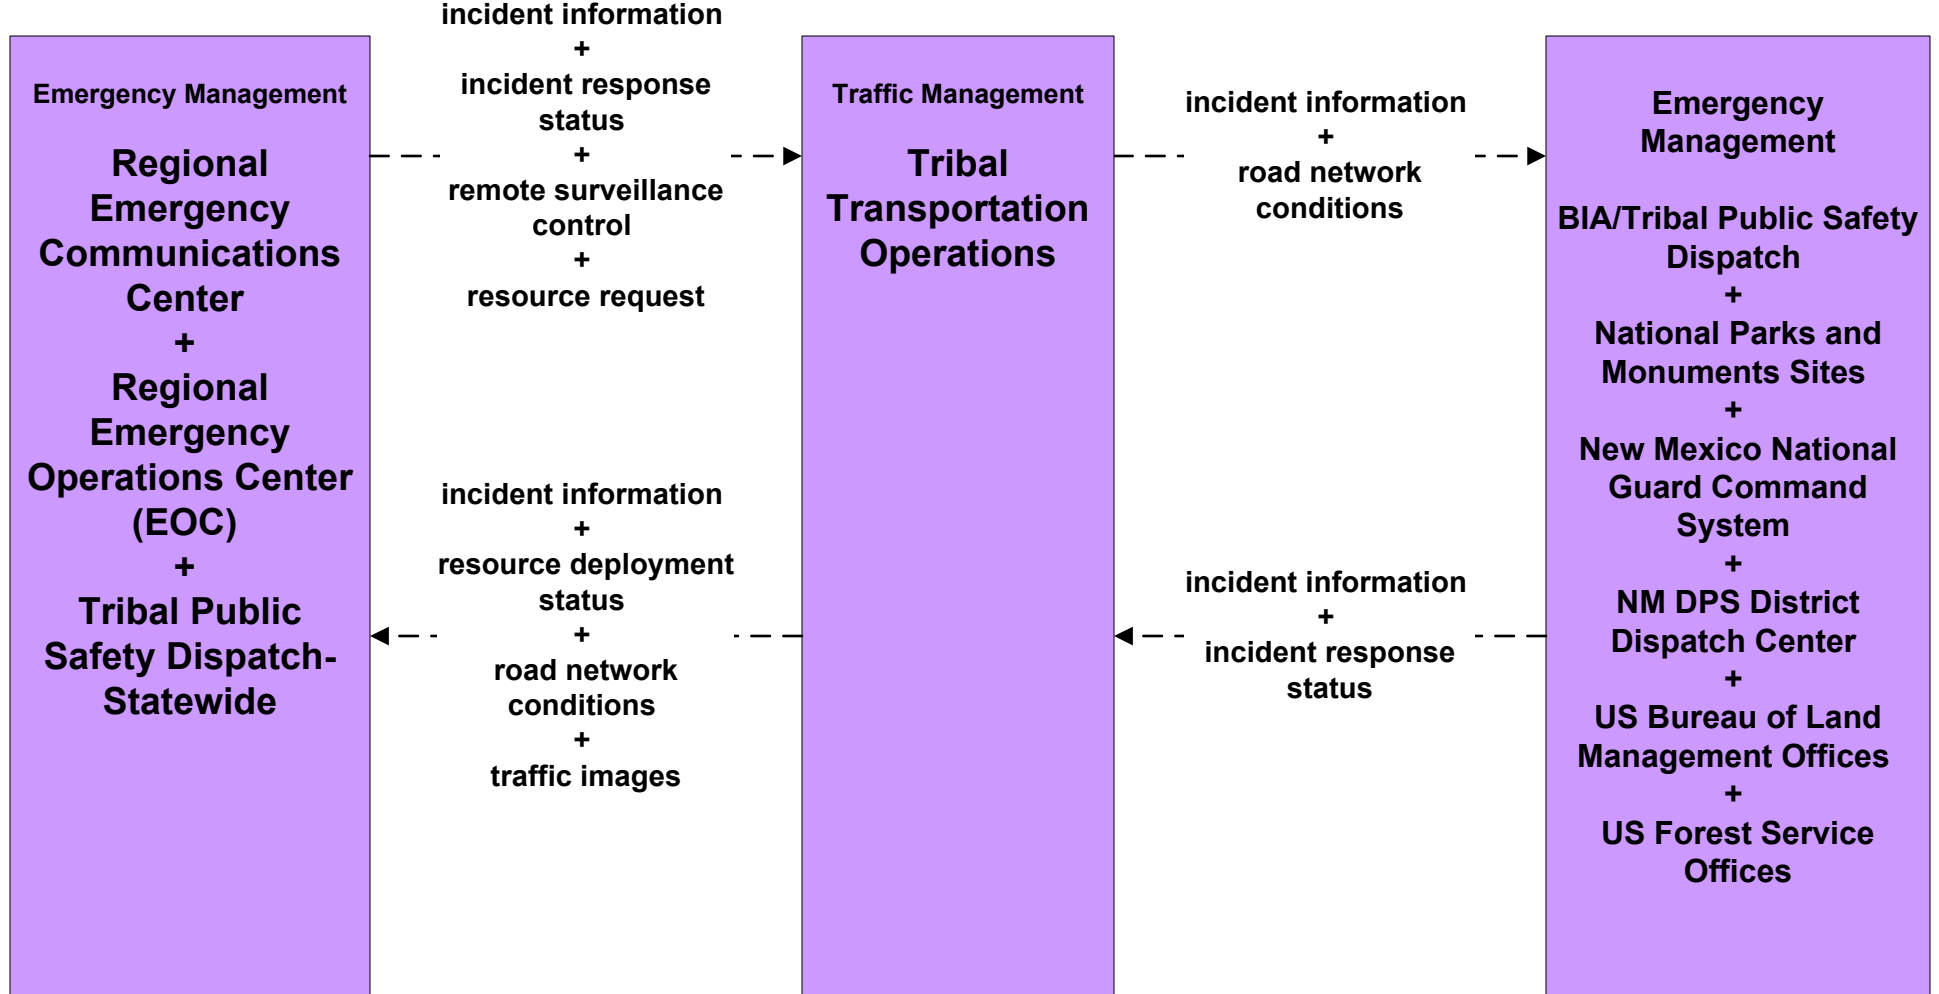 Emergency Management
Regional
Emergency
Communications
Center
+
Regional
Emergency
Operations Center
(EOC)
+
Tribal Public
Safety Dispatch-
Statewide
incident information
+
incident response
status
+
remote surveillance
control
+
resource request
incident information
+
resource deployment
status
+
road network
conditions
+
traffic images
Traffic Management
Tribal
Transportation
Operations
incident information
+
road network
conditions
incident information
+
incident response
status
Emergency
Management
BIA/Tribal Public Safety
Dispatch
+
National Parks and
Monuments Sites
+
New Mexico National
Guard Command
System
+
NM DPS District
Dispatch Center
+
US Bureau of Land
Management Offices
+
US Forest Service
Offices